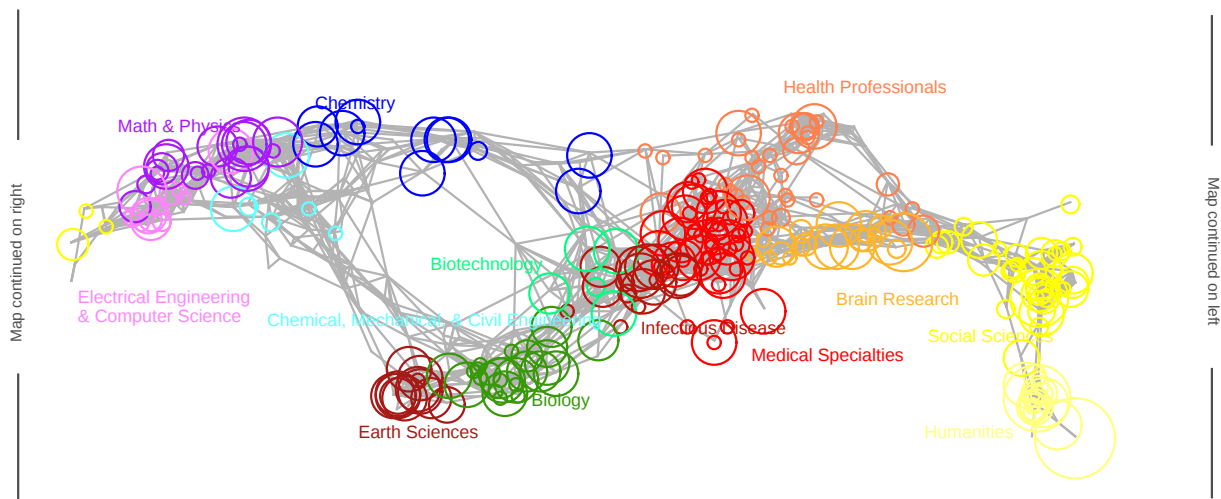 Map continued on right
Math & Physics
Chemistry
Health Professionals
Map continued on left
Electrical Engineering
& Computer Science
Biotechnology
Chemical, Mechanical, & Civil Engineering
Infectious Disease
Brain Research
Social Sciences
Medical Specialties
Biology
Earth Sciences
Humanities